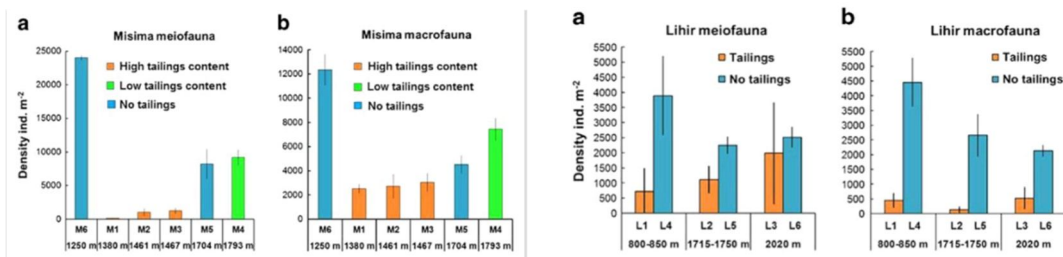 a
Misima meiofauna
High tailings content
Low tailings content
No tailings
Density ind. m-2
25000
20000
15000
10000
5000
0
M6 M1 M2 M3 M5 M4
1250 m 1380 m 1461 m 1467 m 1704 m 1793 m
b
Misima macrofauna
High tailings content
Low tailings content
No tailings
14000
12000
10000
8000
6000
4000
2000
0
M6 M1 M2 M3 M5 M4
1250 m 1380 m 1461 m 1467 m 1704 m 1793 m
a
Lihir meiofauna
Tailings
No tailings
Density ind. m-2
5500
5000
4500
4000
3500
3000
2500
2000
1500
1000
500
0
L1 L4 L2 L5 L3 L6
800-850 m 1715-1750 m 2020 m
b
Lihir macrofauna
Tailings
No tailings
5500
5000
4500
4000
3500
3000
2500
2000
1500
1000
500
0
L1 L4 L2 L5 L3 L6
800-850 m 1715-1750 m 2020 m